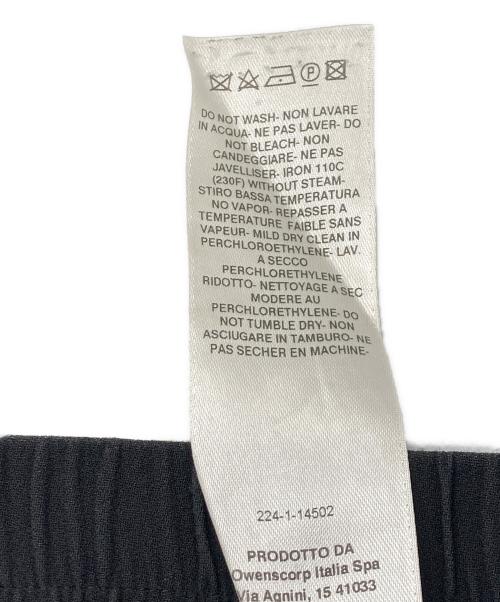 DO NOT WASH- NON LAVARE
IN ACQUA- NE PAS LAVER- DO
NOT BLEACH- NON
CANDEGGIARE- NE PAS
JAVELLISER- IRON 110C
(230F) WITHOUT STEAM-
STIRO BASSA TEMPERATURA
NO VAPOR- REPASSER A
TEMPERATURE FAIBLE SANS
VAPEUR- MILD DRY CLEAN IN
PERCHLOROETHYLENE- LAV.
A SECCO
PERCHLORETHYLENE
RIDOTTO- NETTOYAGE A SEC
MODERE AU
PERCHLORETHYLENE- DO
NOT TUMBLE DRY- NON
ASCIUGARE IN TAMBURO- NE
PAS SECHER EN MACHINE-
224-1-14502
PRODOTTO DA
Owenscorp Italia Spa
Via Agnini, 15 41033